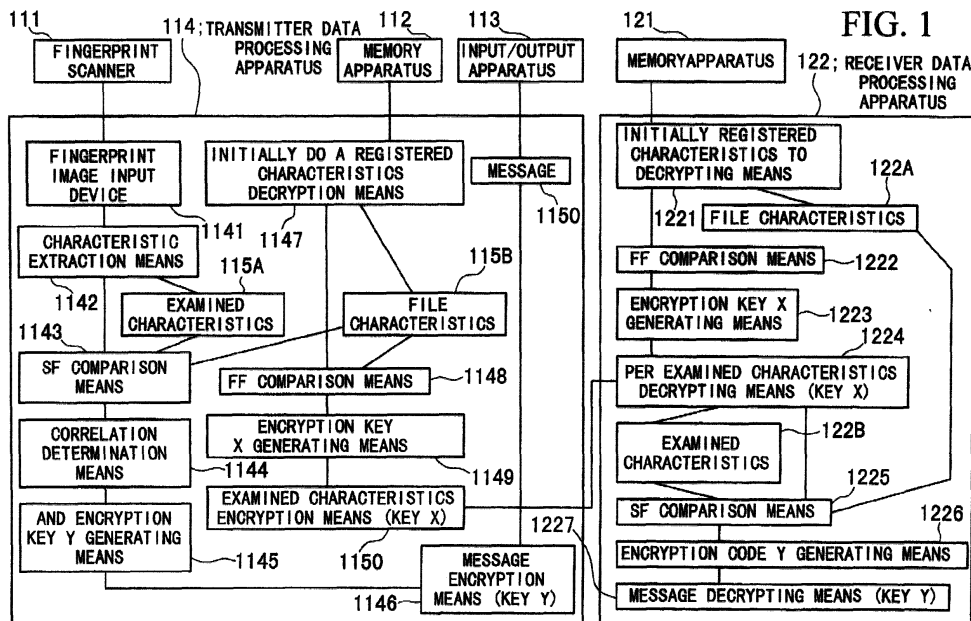 FIG. 1
111
114; TRANSMITTER DATA
PROCESSING
APPARATUS
112
113
121
122; RECEIVER DATA
PROCESSING
APPARATUS
FINGERPRINT
SCANNER
MEMORY
APPARATUS
INPUT/OUTPUT
APPARATUS
MEMORYAPPARATUS
FINGERPRINT
IMAGE INPUT
DEVICE
1141
INITIALLY DO A REGISTERED
CHARACTERISTICS
DECRYPTION MEANS
1147
MESSAGE
1150
CHARACTERISTIC
EXTRACTION MEANS
1142
115A
EXAMINED
CHARACTERISTICS
115B
FILE
CHARACTERISTICS
1143
SF COMPARISON
MEANS
FF COMPARISON MEANS
1148
CORRELATION
DETERMINATION
MEANS
1144
ENCRYPTION KEY
X GENERATING MEANS
1149
EXAMINED CHARACTERISTICS
ENCRYPTION MEANS (KEY X)
1150
AND ENCRYPTION
KEY Y GENERATING
MEANS
1145
MESSAGE
ENCRYPTION
MEANS (KEY Y)
1146
INITIALLY REGISTERED
CHARACTERISTICS TO
DECRYPTING MEANS
1221
122A
FILE CHARACTERISTICS
FF COMPARISON MEANS
1222
ENCRYPTION KEY X
GENERATING MEANS
1223
1224
PER EXAMINED CHARACTERISTICS
DECRYPTING MEANS (KEY X)
EXAMINED
CHARACTERISTICS
122B
1225
SF COMPARISON MEANS
1227
1226
ENCRYPTION CODE Y GENERATING MEANS
MESSAGE DECRYPTING MEANS (KEY Y)